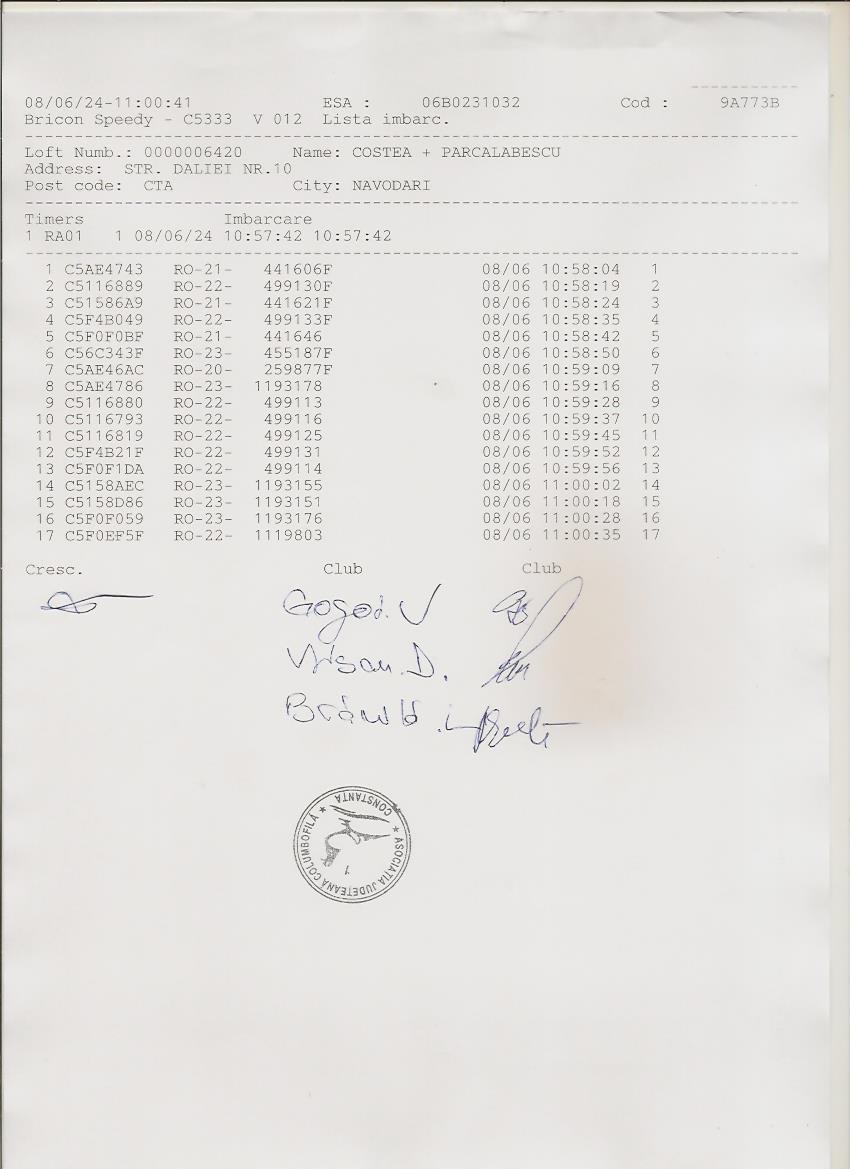 08/06/24-11:00:41 ESA : 06B0231032 Cod : 9A773B
Bricon Speedy - C5333 V 012 Lista imbarc.
Loft Numb.: 0000006420 Name: COSTEA + PARCALABESCU
Address: STR. DALIEI NR.10
Post code: CTA City: NAVODARI
Timers Imbarcare
1 RA01 1 08/06/24 10:57:42 10:57:42
1 C5AE4743 RO-21- 441606F 08/06 10:58:04 1
2 C5116889 RO-22- 499130F 08/06 10:58:19 2
3 C51586A9 RO-21- 441621F 08/06 10:58:24 3
4 C5F4B049 RO-22- 499133F 08/06 10:58:35 4
5 C5F0F0BF RO-21- 441646 08/06 10:58:42 5
6 C56C343F RO-23- 455187F 08/06 10:58:50 6
7 C5AE46AC RO-20- 259877F 08/06 10:59:09 7
8 C5AE4786 RO-23- 1193178 08/06 10:59:16 8
9 C5116880 RO-22- 499113 08/06 10:59:28 9
10 C5116793 RO-22- 499116 08/06 10:59:37 10
11 C5116819 RO-22- 499125 08/06 10:59:45 11
12 C5F4B21F RO-22- 499131 08/06 10:59:52 12
13 C5F0F1DA RO-22- 499114 08/06 10:59:56 13
14 C5158AEC RO-23- 1193155 08/06 11:00:02 14
15 C5158D86 RO-23- 1193151 08/06 11:00:18 15
16 C5F0F059 RO-23- 1193176 08/06 11:00:28 16
17 C5F0EF5F RO-22- 1119803 08/06 11:00:35 17
Cresc. Club Club
V
D.
ASOCIATIA JUDETEANA COLUMBOFILĂ
CONSTANTA
1